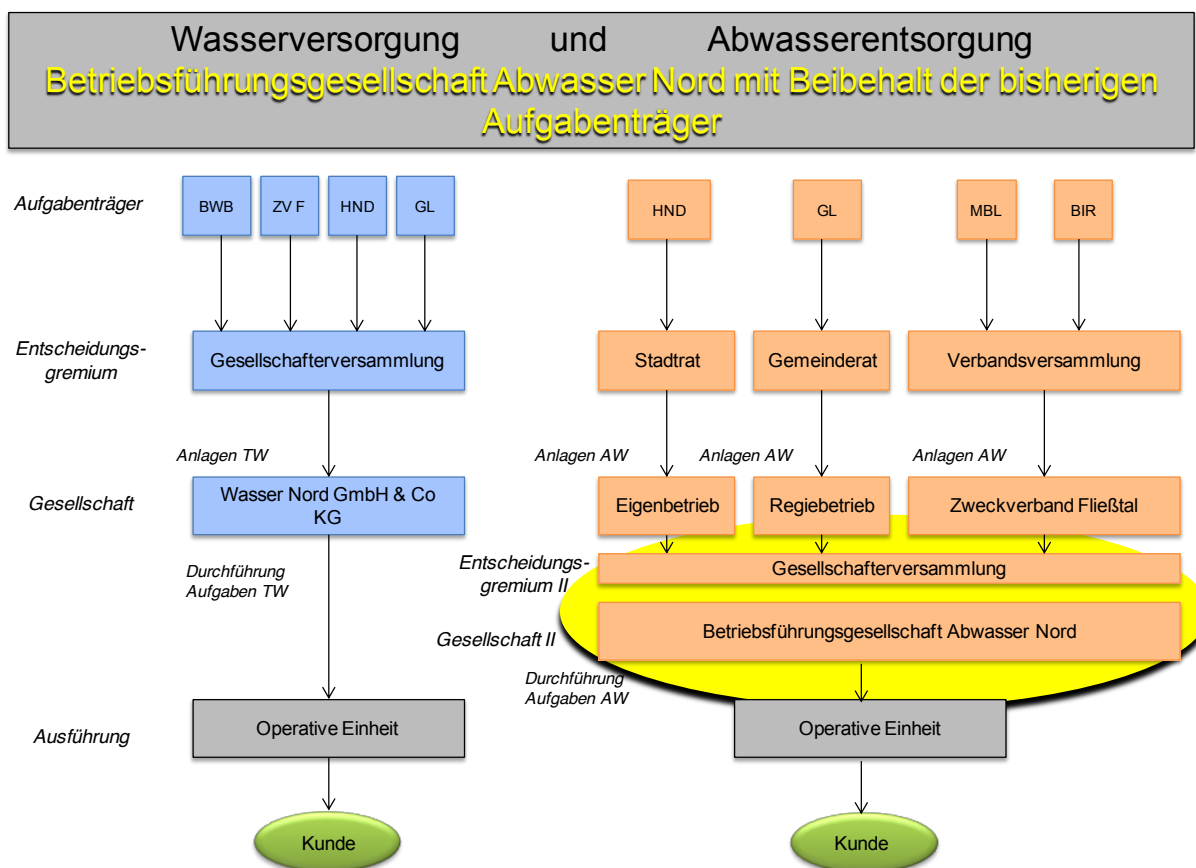 Wasserversorgung und Abwasserentsorgung
Betriebsführungsgesellschaft Abwasser Nord mit Beibehalt der bisherigen
Aufgabenträger
Aufgabenträger
BWB
ZV F
HND
GL
HND
GL
MBL
BIR
Entscheidungs-
gremium
Gesellschafterversammlung
Stadtrat
Gemeinderat
Verbandsversammlung
Anlagen TW
Anlagen AW
Anlagen AW
Anlagen AW
Gesellschaft
Wasser Nord GmbH & Co
KG
Eigenbetrieb
Regiebetrieb
Zweckverband Fließtal
Entscheidungs-
gremium II
Gesellschafterversammlung
Durchführung
Aufgaben TW
Gesellschaft II
Betriebsführungsgesellschaft Abwasser Nord
Durchführung
Aufgaben AW
Ausführung
Operative Einheit
Operative Einheit
Kunde
Kunde